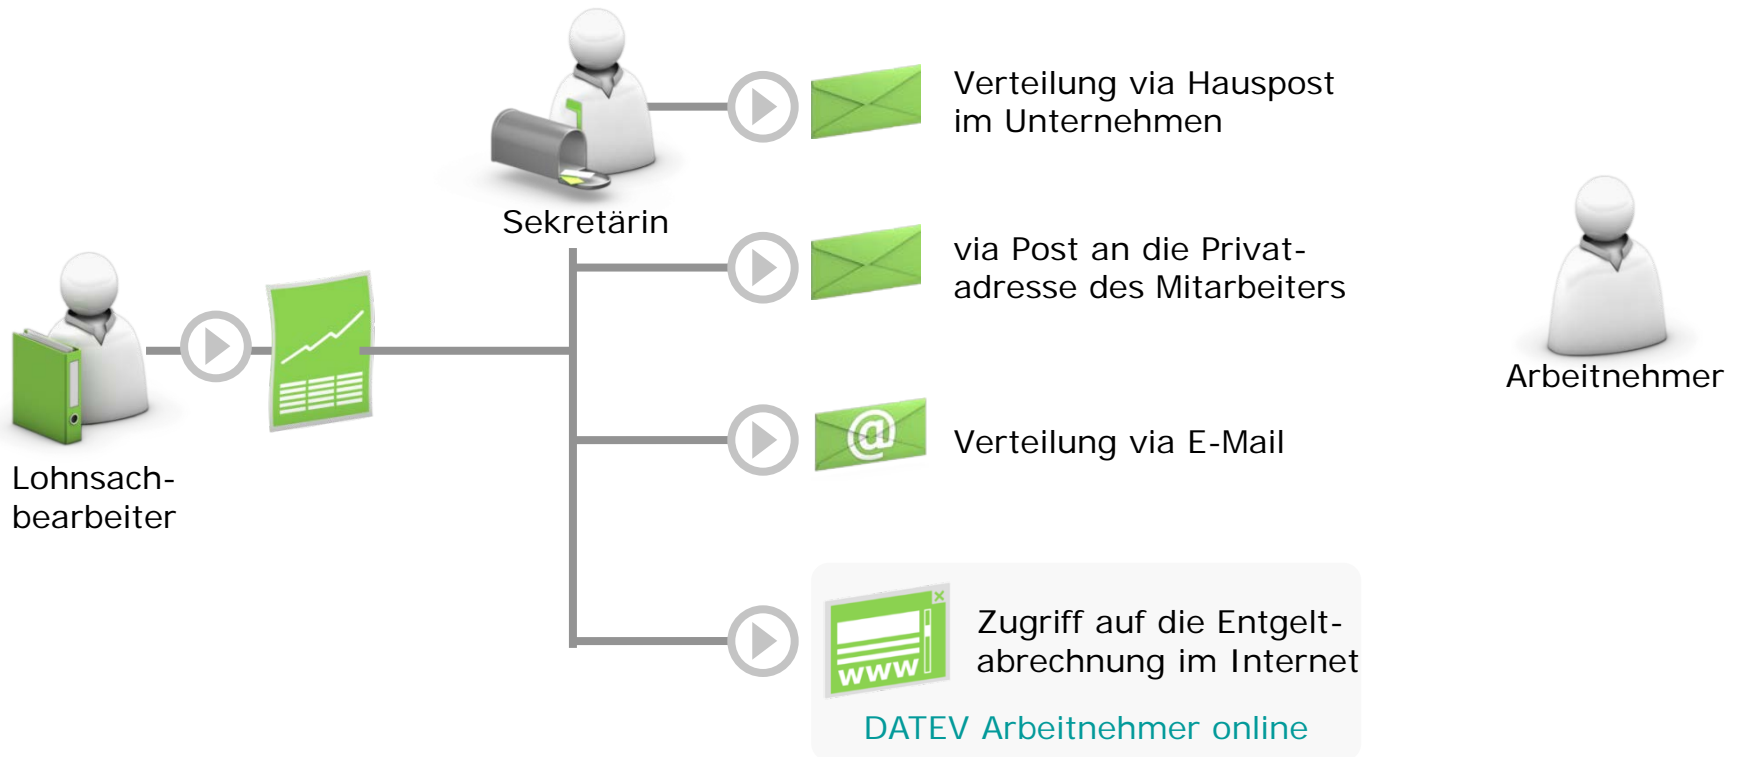 Verteilung via Hauspost
im Unternehmen
Sekretärin
via Post an die Privat-
adresse des Mitarbeiters
Arbeitnehmer
Verteilung via E-Mail
@
Lohnsach-
bearbeiter
Zugriff auf die Entgelt-
abrechnung im Internet
www
DATEV Arbeitnehmer online